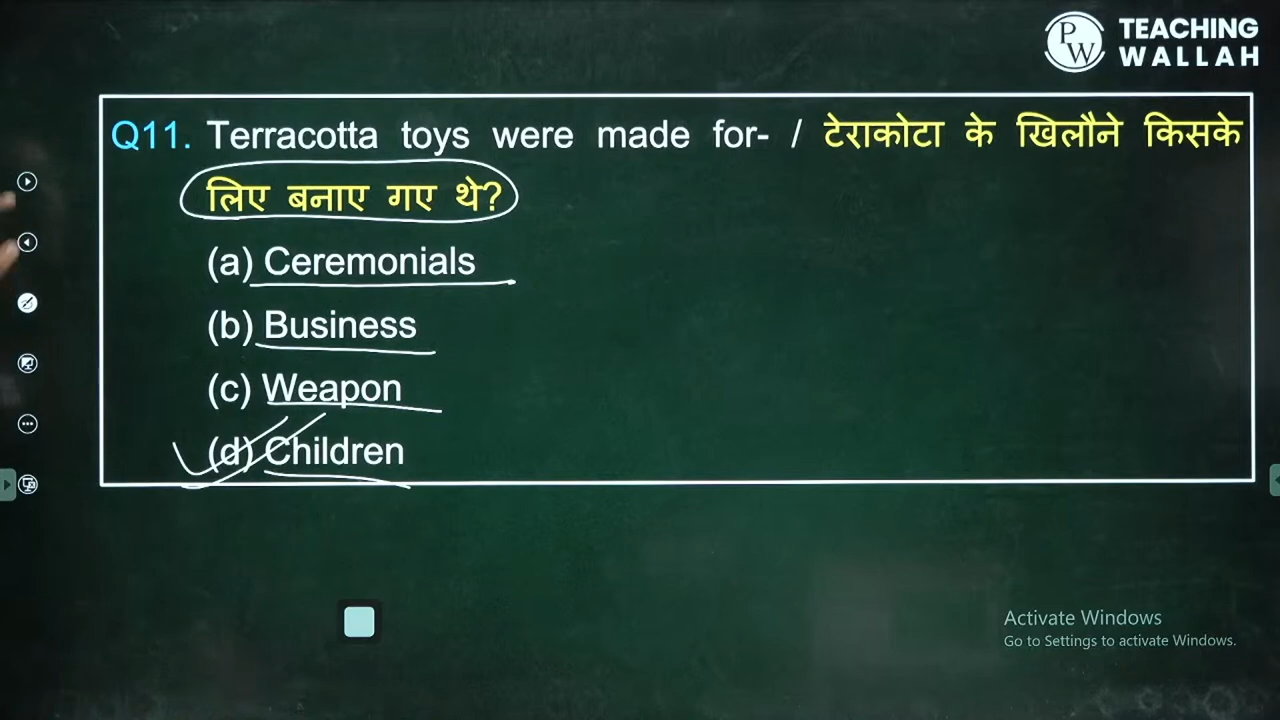 PW TEACHING
WALLAH
Q11. Terracotta toys were made for- / टेराकोटा के खिलौने किसके
लिए बनाए गए थे?
(a) Ceremonials
(b) Business
(c) Weapon
(d) Children
Activate Windows
Go to Settings to activate Windows.